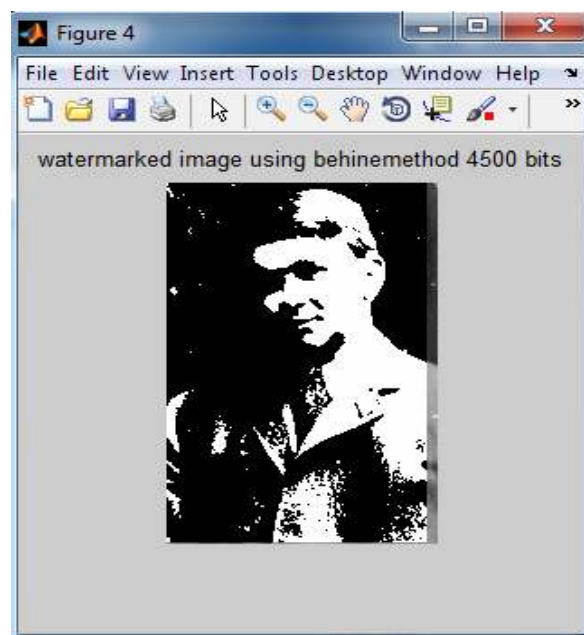 Figure 4
File Edit View Insert Tools Desktop Window Help
watermarked image using behinemethod 4500 bits